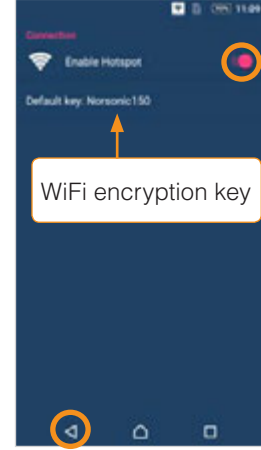 11:09
Connection
Enable Hotspot
Default key: Norsonic150
WiFi encryption key